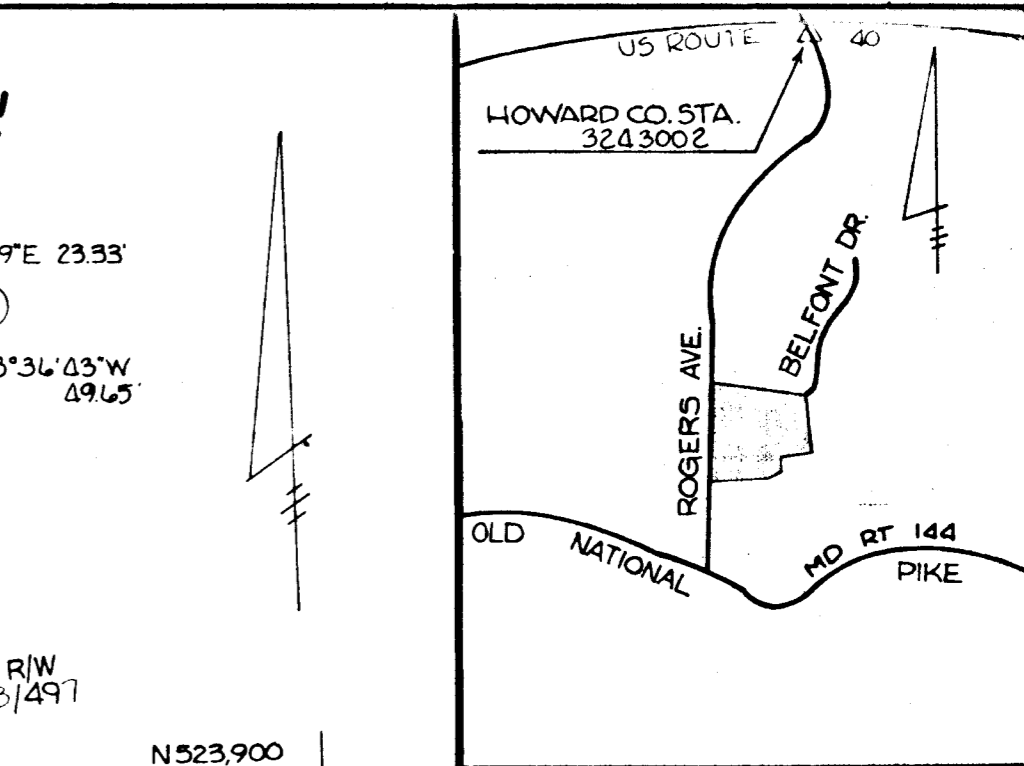 9"E 23.33'
3°36'43"W
49.65'
R/W
3/497
N523,900
US ROUTE 40
HOWARD CO. STA.
3243002
BELFONT DR.
ROGERS AVE.
OLD NATIONAL PIKE
MD RT 144